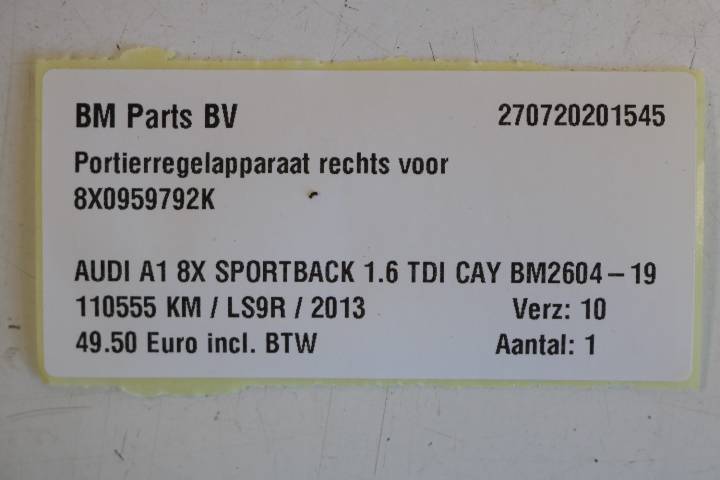 BM Parts BV 270720201545
Portierregelapparaat rechts voor
8X0959792K
AUDI A1 8X SPORTBACK 1.6 TDI CAY BM2604-19
110555 KM / LS9R / 2013 Verz: 10
49.50 Euro incl. BTW Aantal: 1